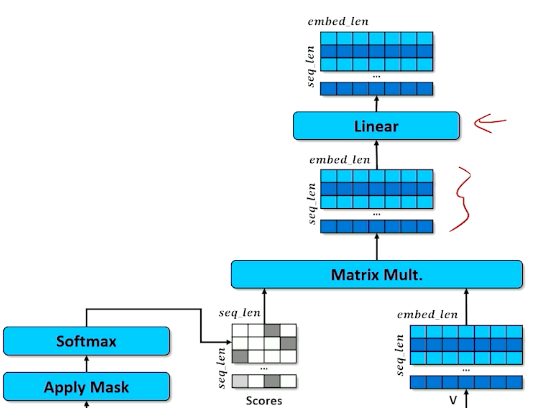 embed_len
seq_len
...
Linear
embed_len
seq_len
...
Matrix Mult.
seq_len
embed_len
Softmax
seq_len
seq_len
...
...
Apply Mask
Scores
V